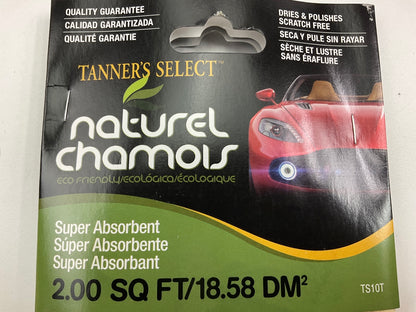 QUALITY GUARANTEE
CALIDAD GARANTIZADA
QUALITÉ GARANTIE
DRIES & POLISHES
SCRATCH FREE
SECA Y PULE SIN RAYAR
SÈCHE ET LUSTRE
SANS ÉRAFLURE
TANNER'S SELECT™
naturel
chamois
eco friendly/ecológica/écologique
Super Absorbent
Súper Absorbente
Super Absorbant
2.00 SQ FT/18.58 DM²
TS10T